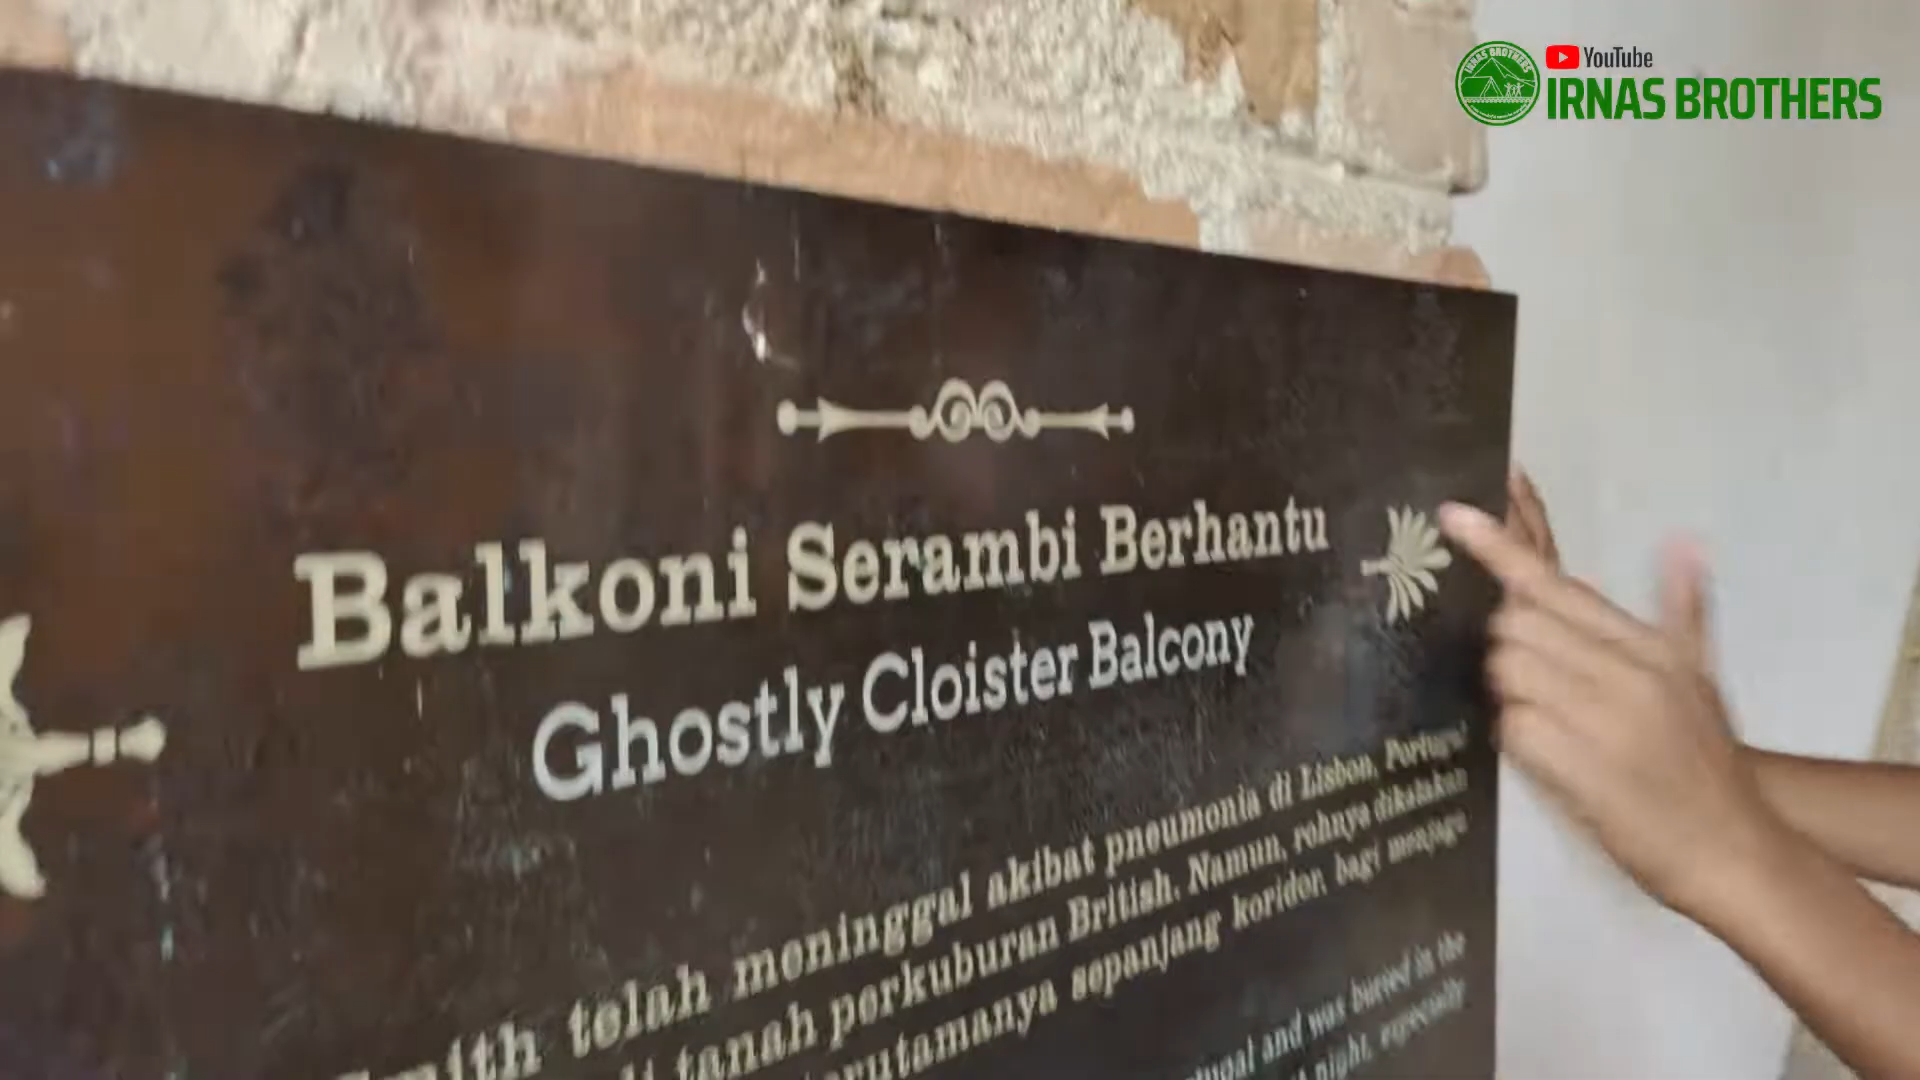 YouTube
IRNAS BROTHERS
Balkoni Serambi Berhantu
Ghostly Cloister Balcony
telah meninggal akibat pneumonia di Lisbon, Portugal
tanah perkuburan British. Namun, rohnya dikatakan
sepanjang koridor, bagi menjaga
and was buried in the
night, especially